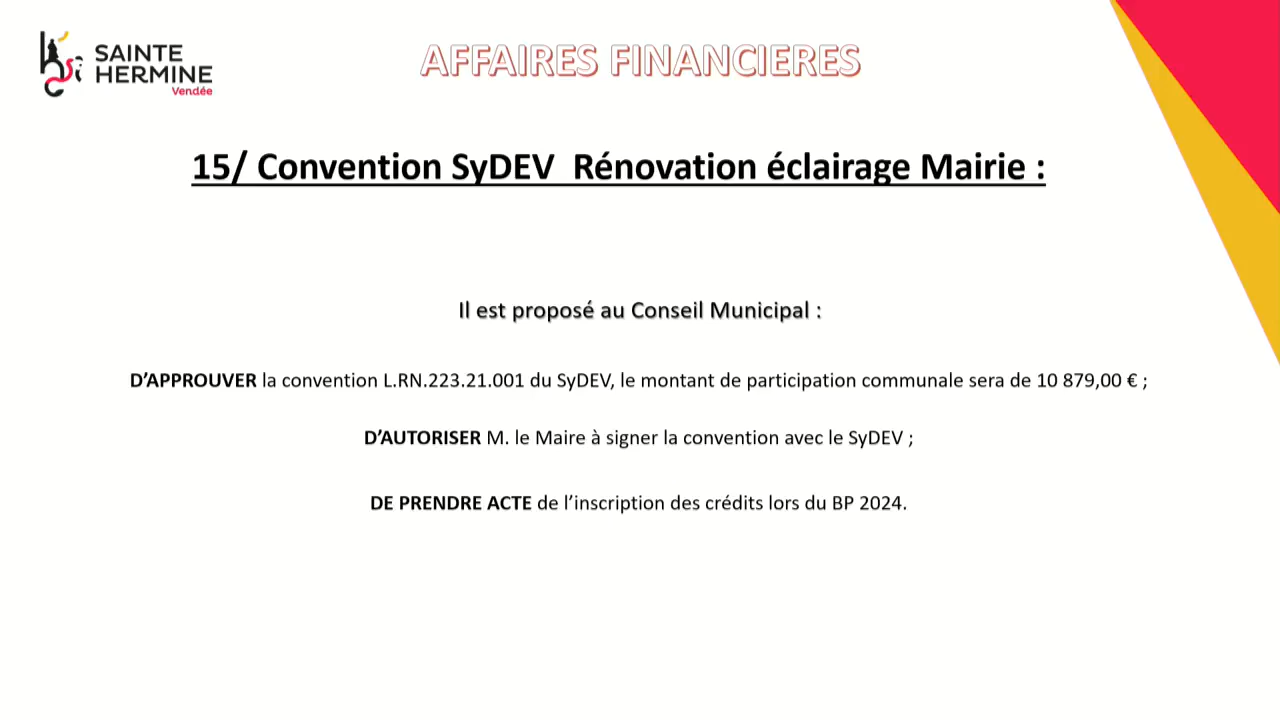 SAINTE
HERMINE
Vendée
AFFAIRES FINANCIERES
15/ Convention SyDEV  Rénovation éclairage Mairie :
Il est proposé au Conseil Municipal :
D’APPROUVER la convention L.RN.223.21.001 du SyDEV, le montant de participation communale sera de 10 879,00 € ;
D’AUTORISER M. le Maire à signer la convention avec le SyDEV ;
DE PRENDRE ACTE de l’inscription des crédits lors du BP 2024.